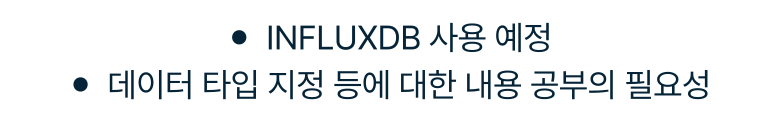 • INFLUXDB 사용 예정
• 데이터 타입 지정 등에 대한 내용 공부의 필요성